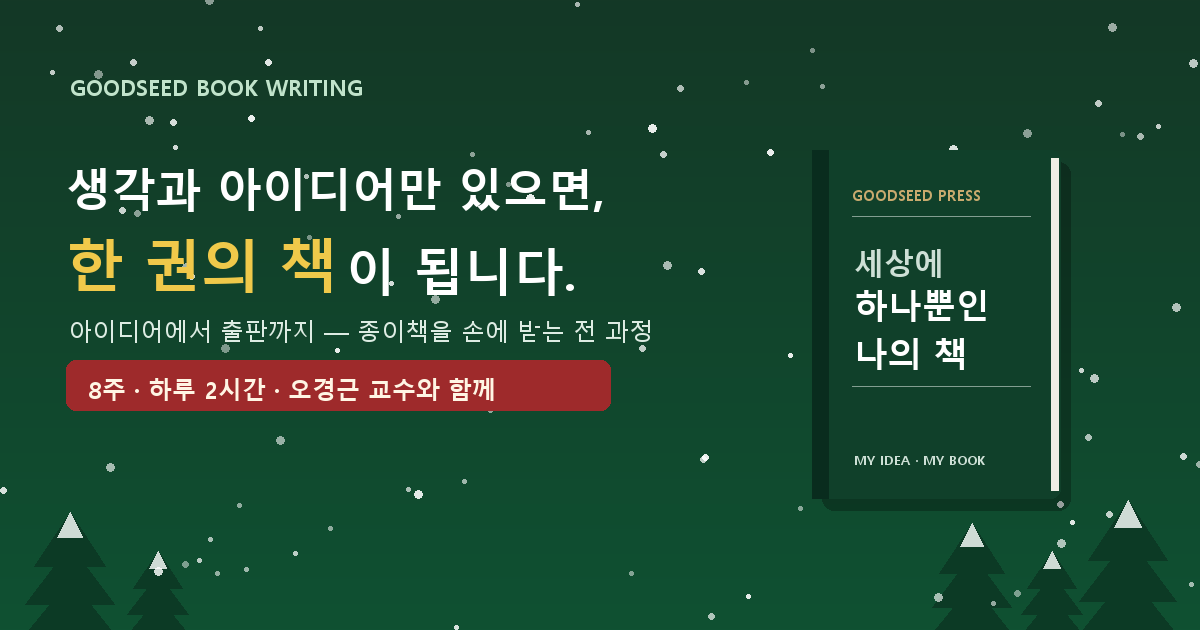 GOODSEED BOOK WRITING
생각과 아이디어만 있으면,
한 권의 책이 됩니다.
아이디어에서 출판까지 — 종이책을 손에 받는 전 과정
8주 · 하루 2시간 · 오경근 교수와 함께
GOODSEED PRESS
세상에
하나뿐인
나의 책
MY IDEA · MY BOOK